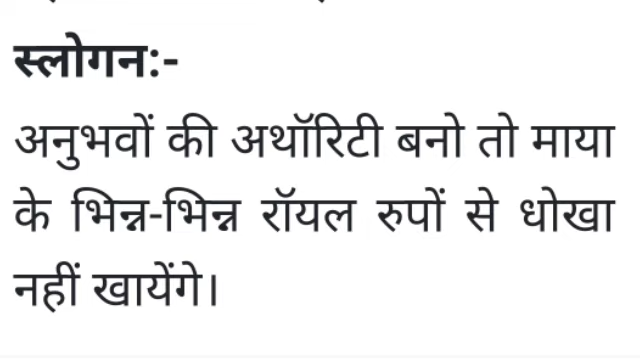 स्लोगन:-
अनुभवों की अथॉरिटी बनो तो माया
के भिन्न-भिन्न रॉयल रुपों से धोखा
नहीं खायेंगे।